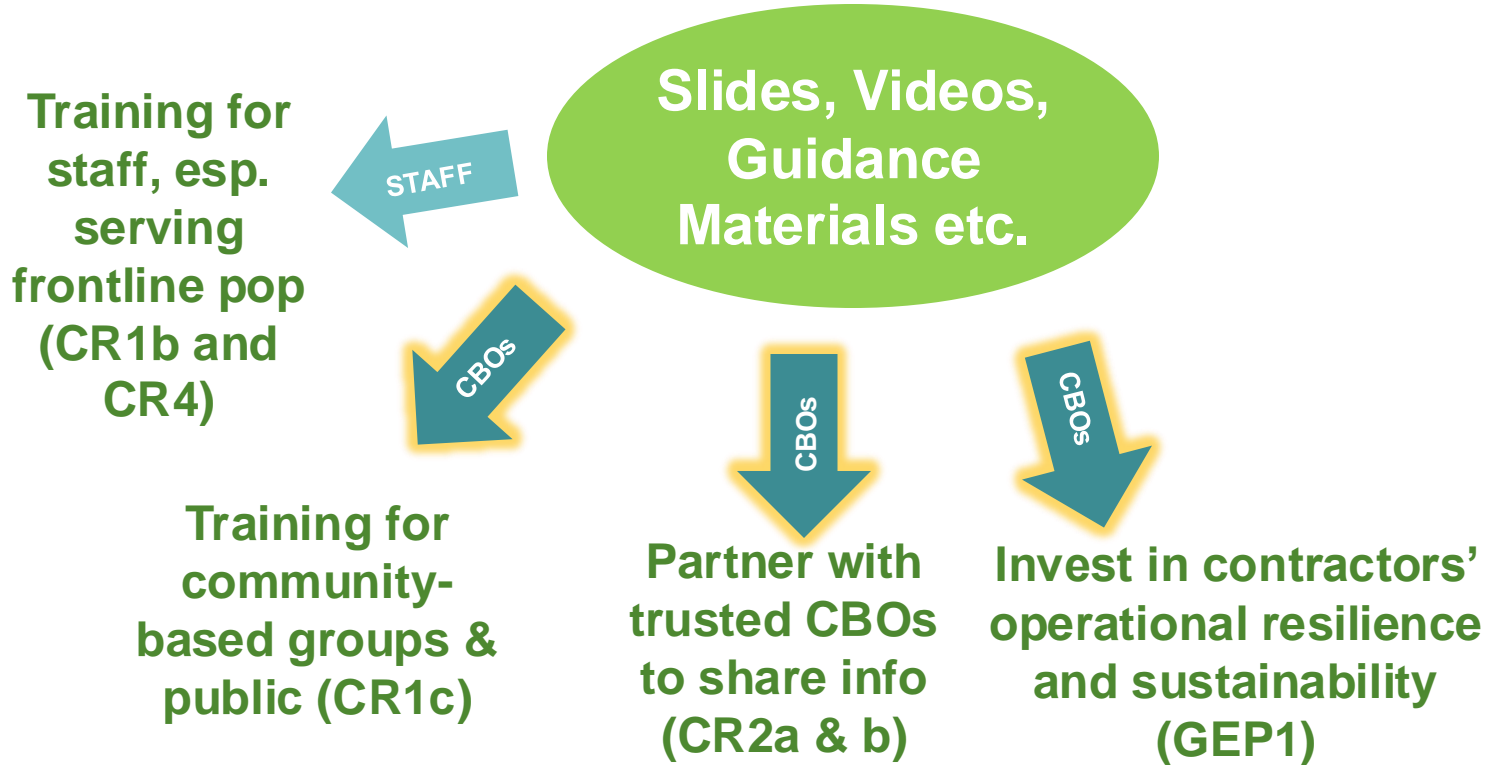 Slides, Videos,
Guidance
Materials etc.
STAFF
Training for
staff, esp.
serving
frontline pop
(CR1b and
CR4)
CBOs
Training for
community-
based groups &
public (CR1c)
CBOs
Partner with
trusted CBOs
to share info
(CR2a & b)
CBOs
Invest in contractors’
operational resilience
and sustainability
(GEP1)